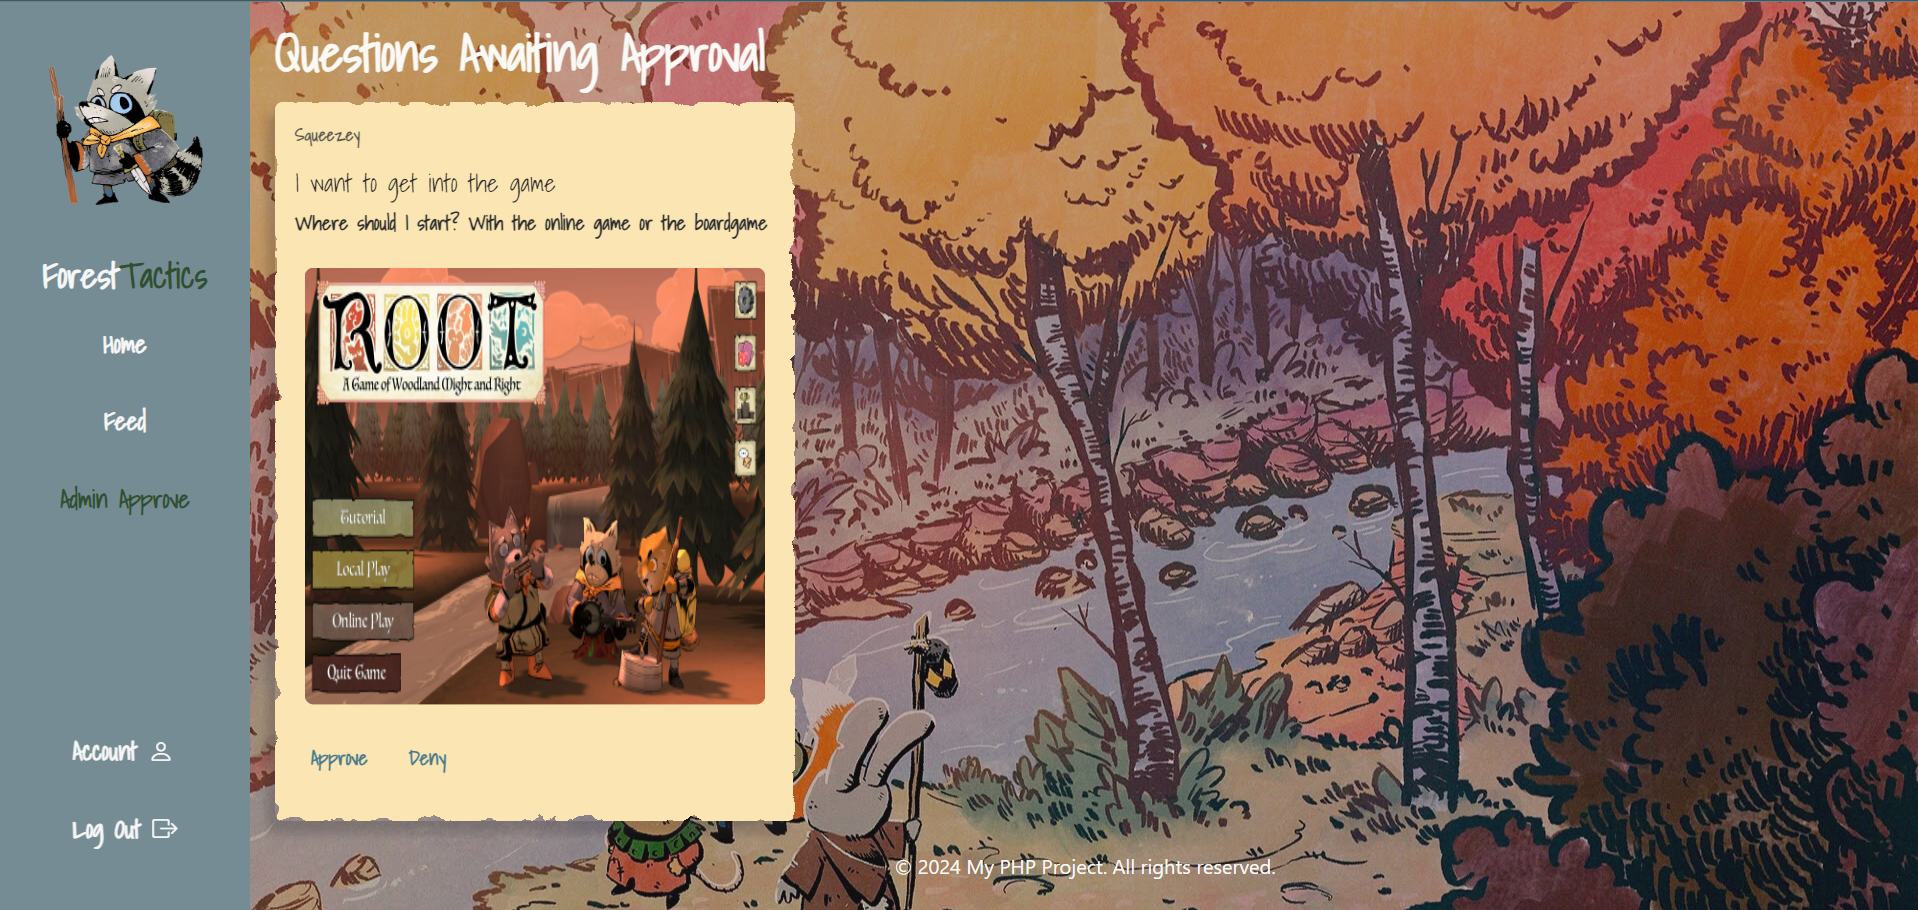 Questions Awaiting Approval
Forest Tactics
Home
Feed
Admin Approve
Account
Log Out
Squeezey
I want to get into the game
Where should I start? With the online game or the boardgame
ROOT
A Game of Woodland Might and Right
Tutorial
Local Play
Online Play
Quit Game
Approve Deny
© 2024 My PHP Project. All rights reserved.